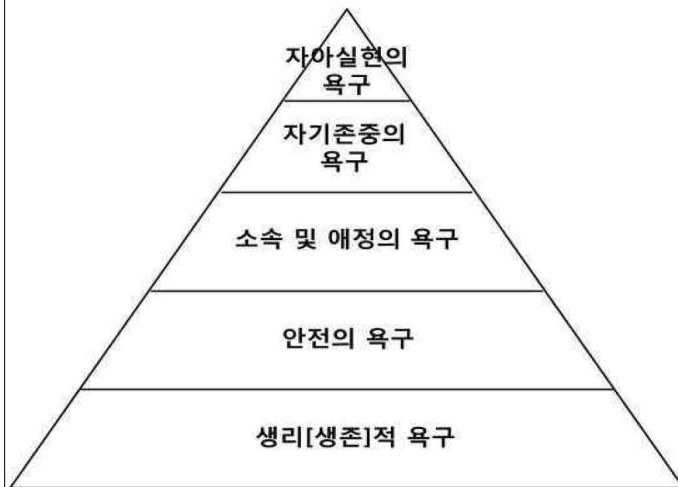 자아실현의
욕구
자기존중의
욕구
소속 및 애정의 욕구
안전의 욕구
생리[생존]적 욕구